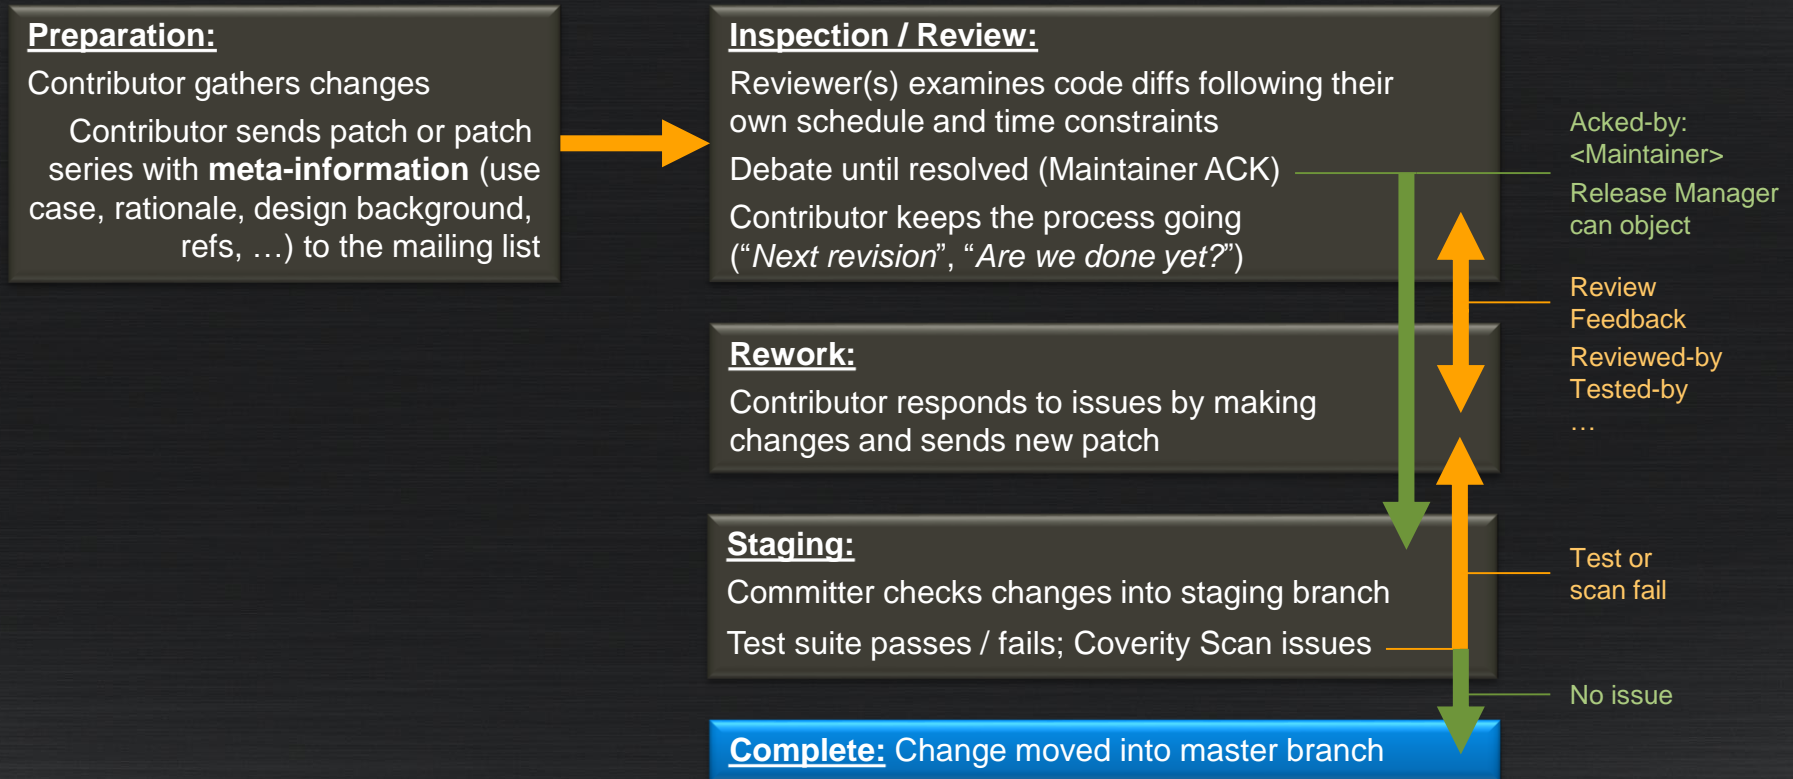 Preparation:
Contributor gathers changes
Contributor sends patch or patch
series with meta-information (use
case, rationale, design background,
refs, …) to the mailing list
Inspection / Review:
Reviewer(s) examines code diffs following their
own schedule and time constraints
Debate until resolved (Maintainer ACK)
Contributor keeps the process going
(“Next revision”, “Are we done yet?”)
Acked-by:
<Maintainer>
Release Manager
can object
Review
Feedback
Reviewed-by
Tested-by
…
Rework:
Contributor responds to issues by making
changes and sends new patch
Staging:
Committer checks changes into staging branch
Test suite passes / fails; Coverity Scan issues
Test or
scan fail
No issue
Complete: Change moved into master branch